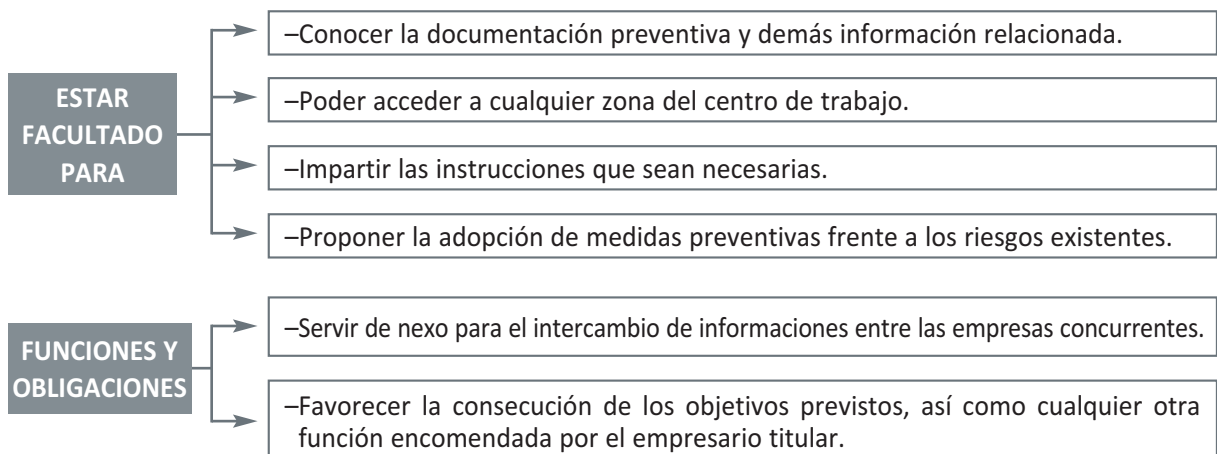 ESTAR
FACULTADO
PARA
–Conocer la documentación preventiva y demás información relacionada.
–Poder acceder a cualquier zona del centro de trabajo.
–Impartir las instrucciones que sean necesarias.
–Proponer la adopción de medidas preventivas frente a los riesgos existentes.
FUNCIONES Y
OBLIGACIONES
–Servir de nexo para el intercambio de informaciones entre las empresas concurrentes.
–Favorecer la consecución de los objetivos previstos, así como cualquier otra
función encomendada por el empresario titular.